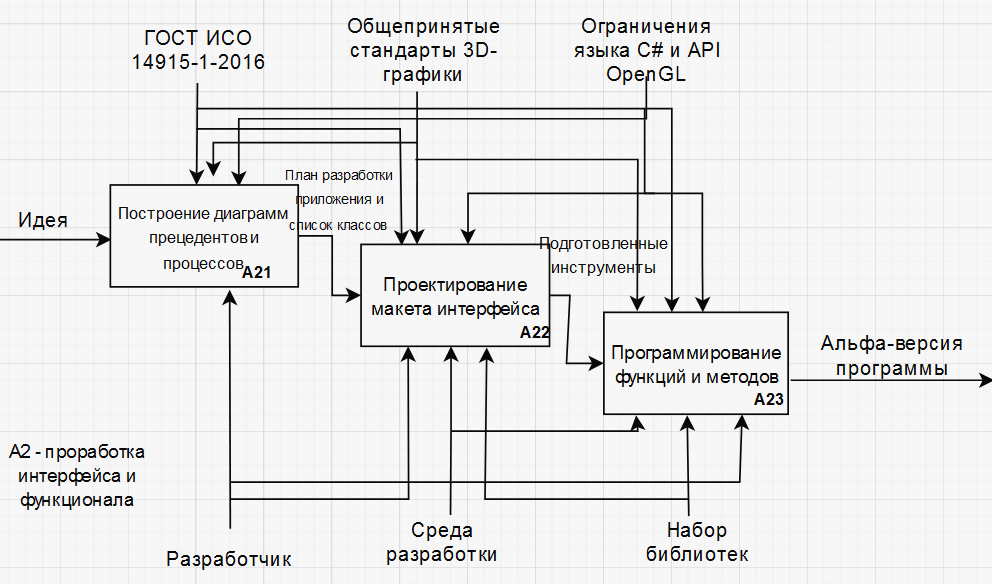 ГОСТ ИСО
14915-1-2016
Общепринятые
стандарты 3D-
графики
Ограничения
языка C# и API
OpenGL
План разработки
приложения и
список классов
Идея
Построение диаграмм
прецедентов и
процессов
A21
Подготовленные
инструменты
Проектирование
макета интерфейса
A22
Программирование
функций и методов
A23
Альфа-версия
программы
A2 - проработка
интерфейса и
функционала
Разработчик
Среда
разработки
Набор
библиотек